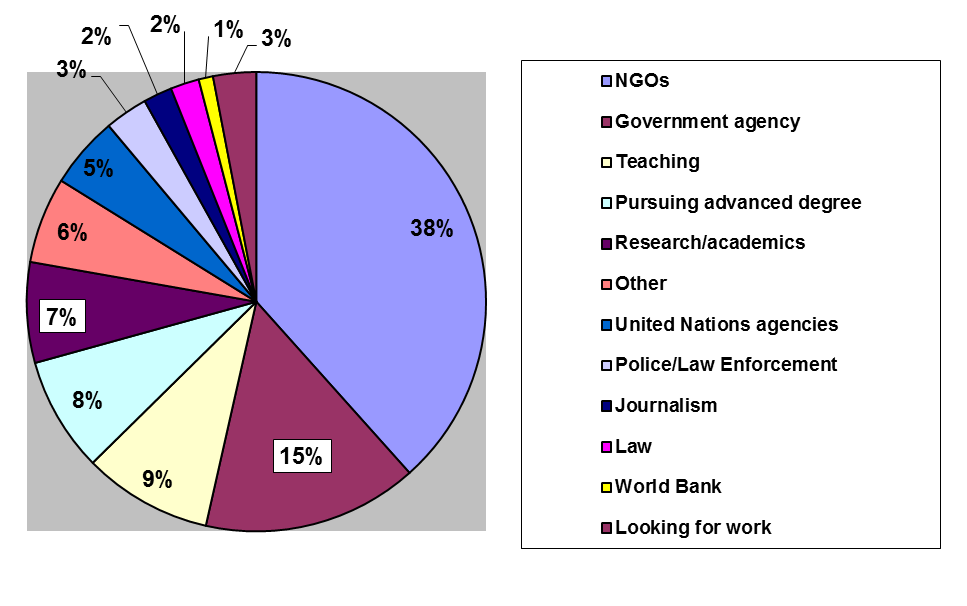 2%
2%
1%
3%
3%
5%
38%
6%
7%
8%
15%
9%
NGOs
Government agency
Teaching
Pursuing advanced degree
Research/academics
Other
United Nations agencies
Police/Law Enforcement
Journalism
Law
World Bank
Looking for work